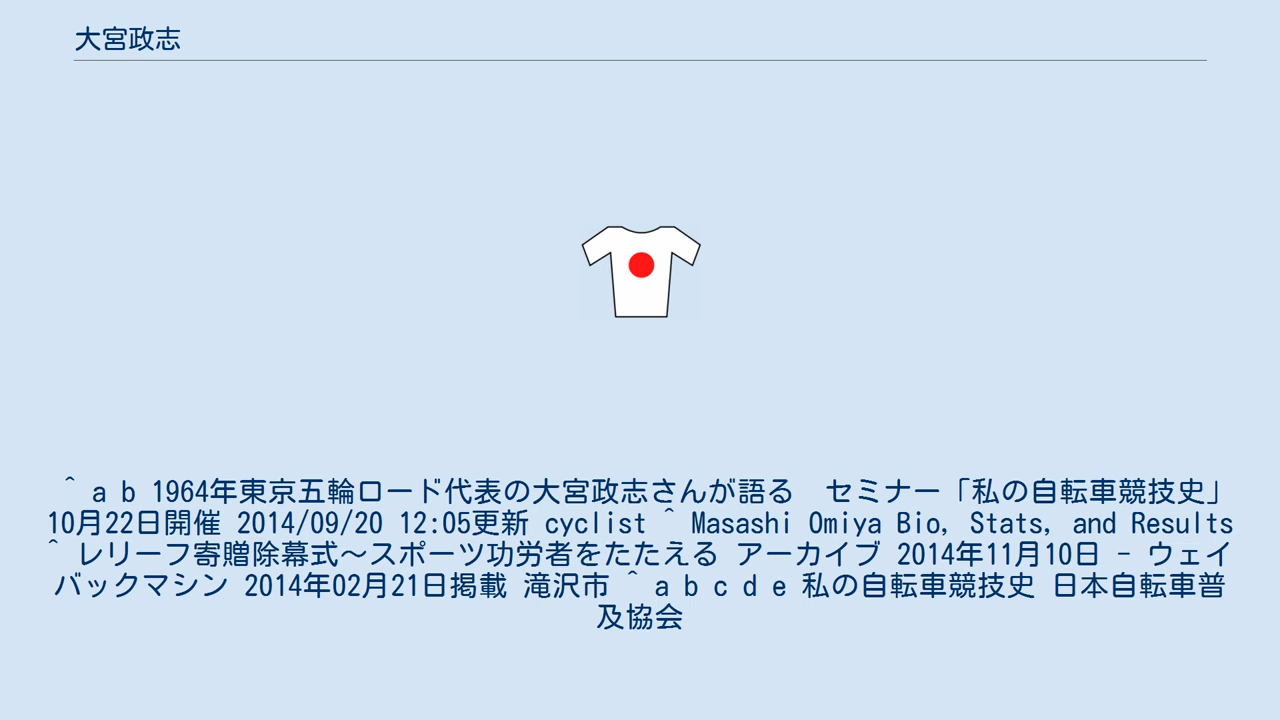 大宮政志
^ a b 1964年東京五輪ロード代表の大宮政志さんが語る　セミナー「私の自転車競技史」
10月22日開催 2014/09/20 12:05更新 cyclist ^ Masashi Omiya Bio, Stats, and Results
^ レリーフ寄贈除幕式〜スポーツ功労者をたたえる アーカイブ 2014年11月10日 - ウェイ
バックマシン 2014年02月21日掲載 滝沢市 ^ a b c d e 私の自転車競技史 日本自転車普
及協会